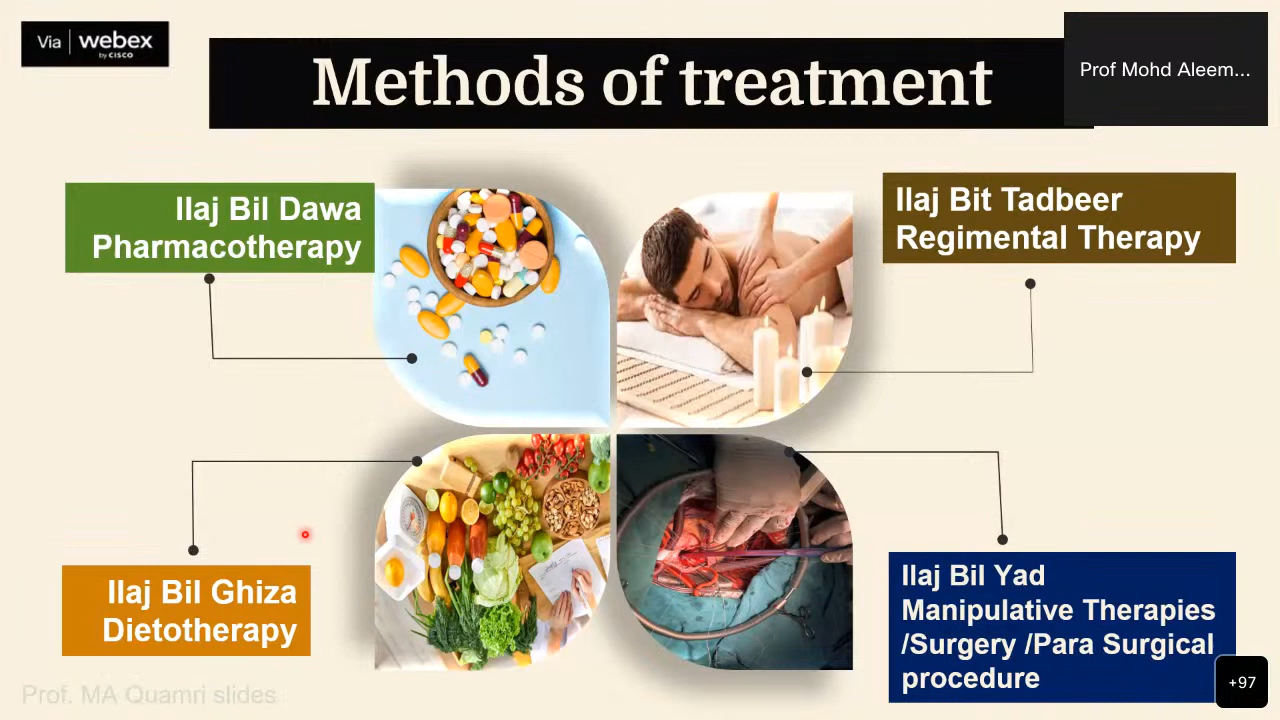 Via webex
by CISCO
Methods of treatment
Prof Mohd Aleem...
Ilaj Bil Dawa
Pharmacotherapy
Ilaj Bit Tadbeer
Regimental Therapy
Ilaj Bil Ghiza
Dietotherapy
Ilaj Bil Yad
Manipulative Therapies
/Surgery /Para Surgical
procedure
Prof. MA Quamri slides
+97